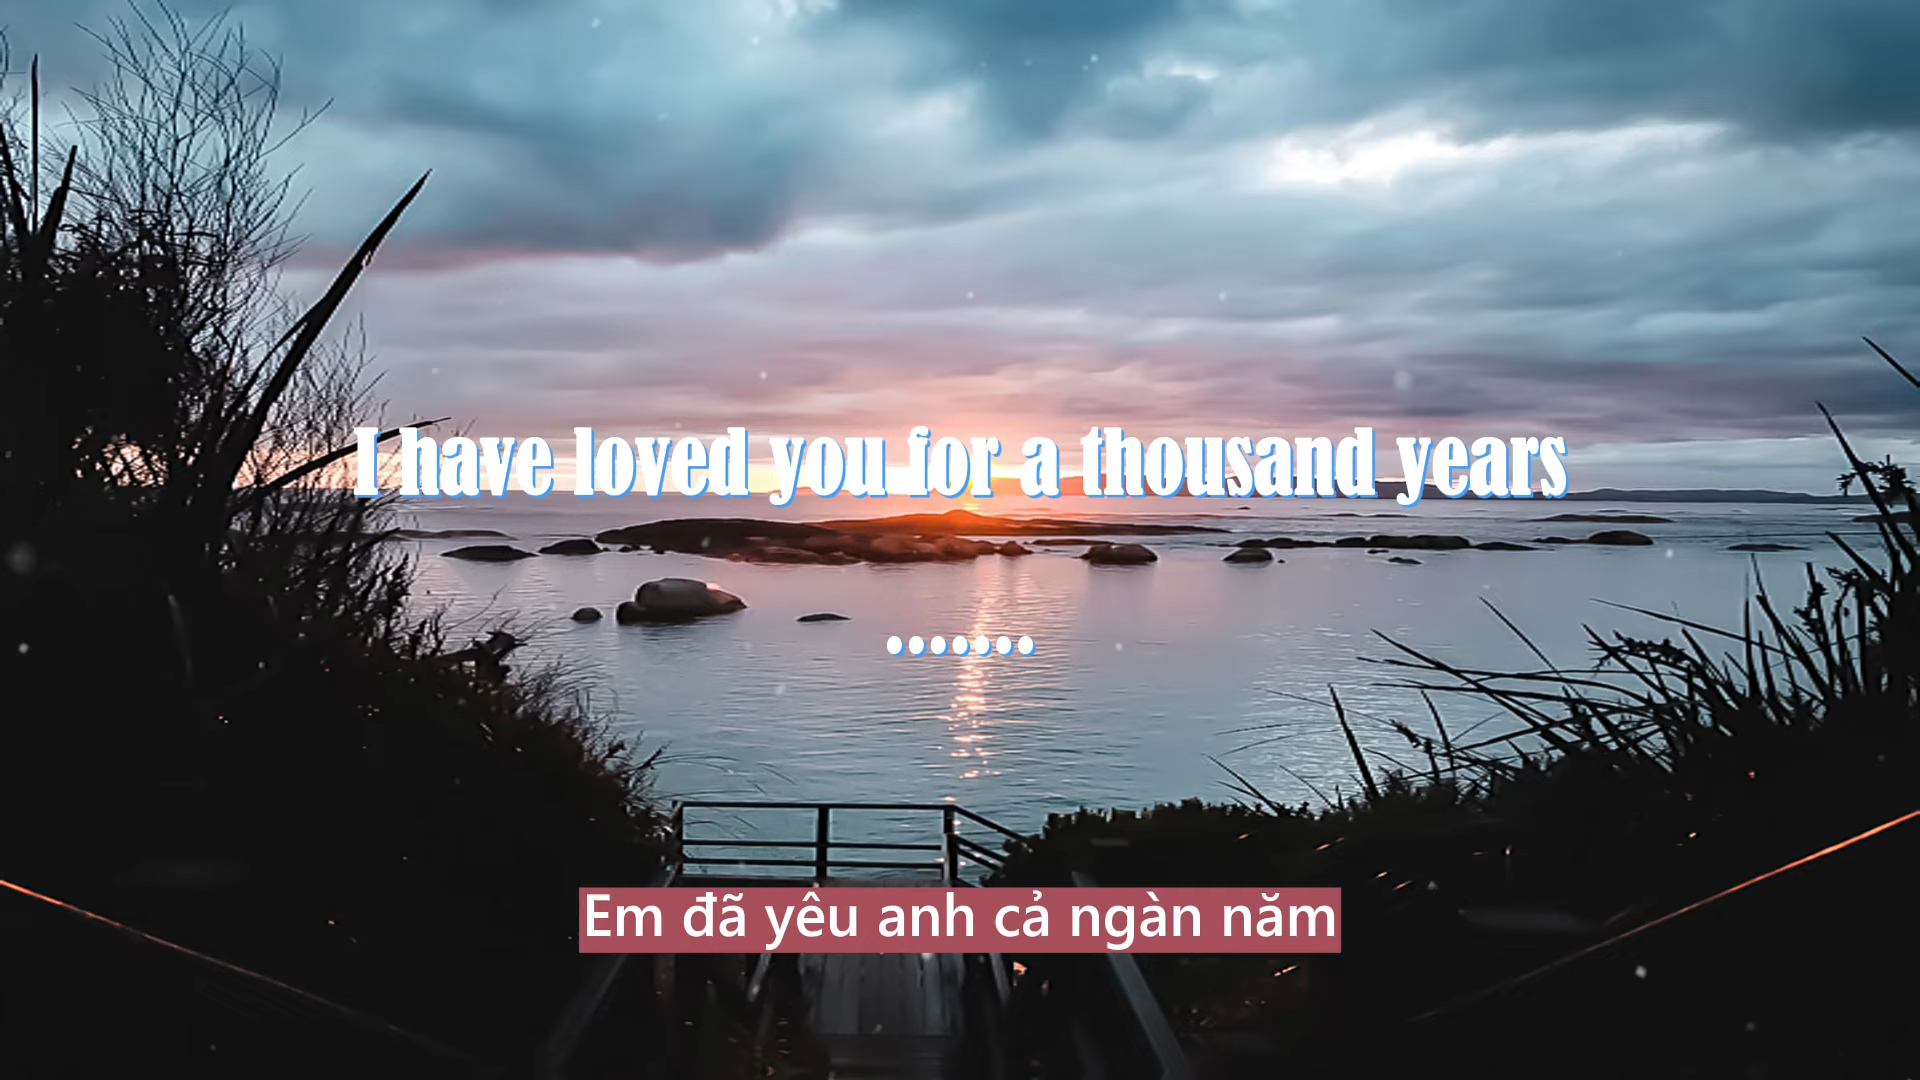 I have loved you for a thousand years
.......
Em đã yêu anh cả ngàn năm